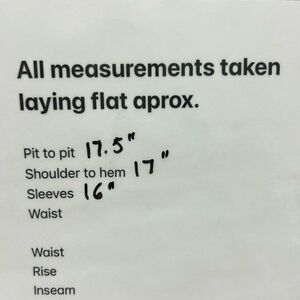 All measurements taken
laying flat aprox.
Pit to pit 17.5"
Shoulder to hem 17"
Sleeves 16"
Waist
Waist
Rise
Inseam